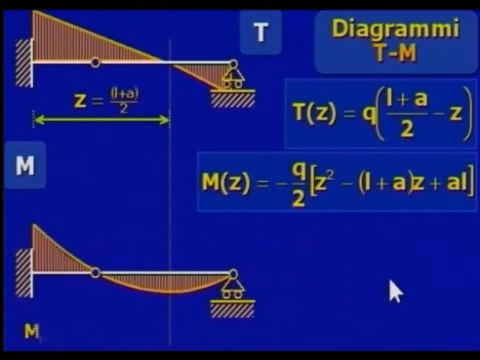 T
Diagrammi
T-M
z = (l+a)/2
T(z) = q((l+a)/2 − z)
M
M(z) = −q/2[z² − (l+a)z + al]
M